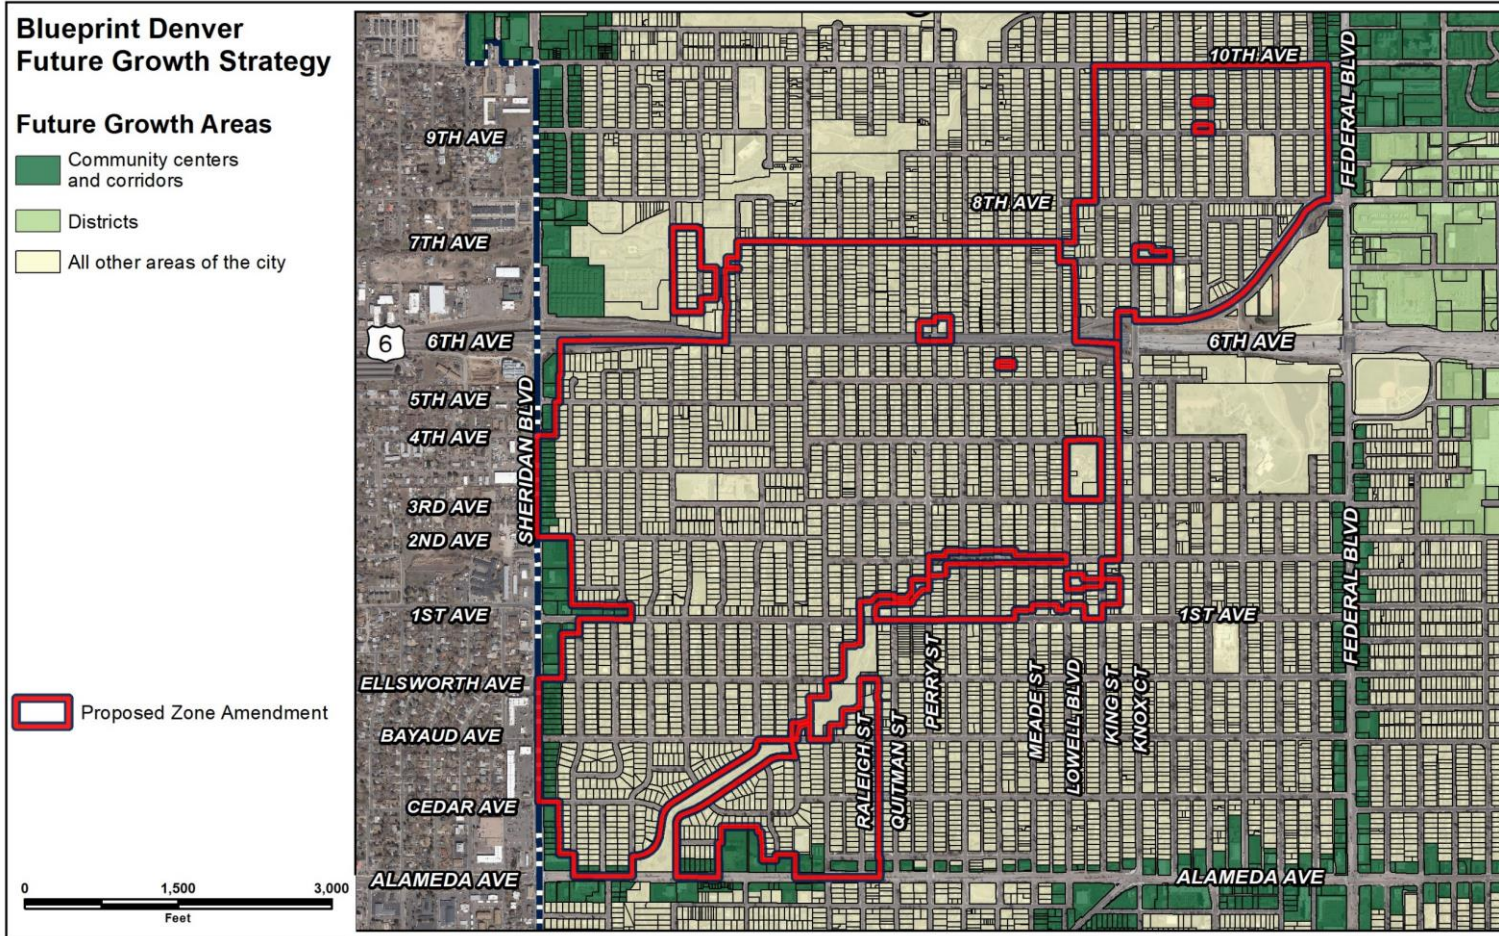 Blueprint Denver
Future Growth Strategy
Future Growth Areas
Community centers
and corridors
Districts
All other areas of the city
Proposed Zone Amendment
0 1,500 3,000
Feet
10TH AVE
FEDERAL BLVD
9TH AVE
8TH AVE
7TH AVE
6
6TH AVE
6TH AVE
5TH AVE
SHERIDAN BLVD
4TH AVE
3RD AVE
2ND AVE
FEDERAL BLVD
1ST AVE
1ST AVE
PERRY ST
MEADE ST
LOWELL BLVD
KING ST
KNOX CT
ELLSWORTH AVE
RALEIGH ST
QUITMAN ST
BAYAUD AVE
CEDAR AVE
ALAMEDA AVE
ALAMEDA AVE